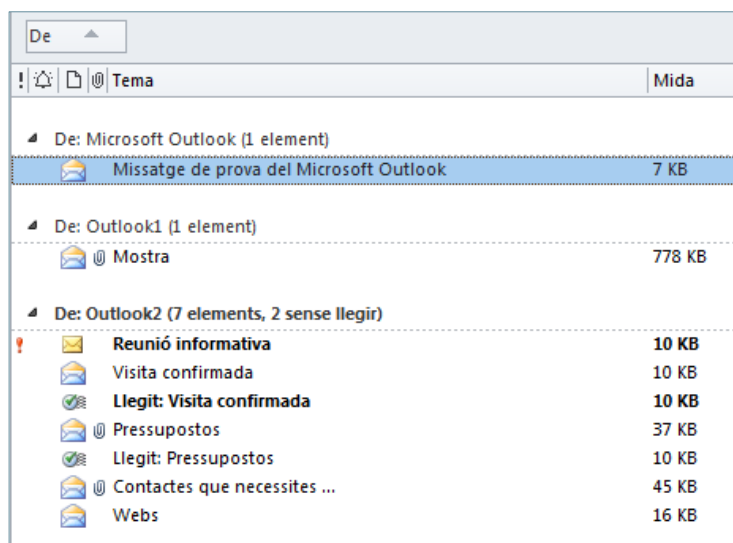 De
! Tema Mida
De: Microsoft Outlook (1 element)
Missatge de prova del Microsoft Outlook 7 KB
De: Outlook1 (1 element)
Mostra 778 KB
De: Outlook2 (7 elements, 2 sense llegir)
Reunió informativa 10 KB
Visita confirmada 10 KB
Llegit: Visita confirmada 10 KB
Pressupostos 37 KB
Llegit: Pressupostos 10 KB
Contactes que necesites ... 45 KB
Webs 16 KB